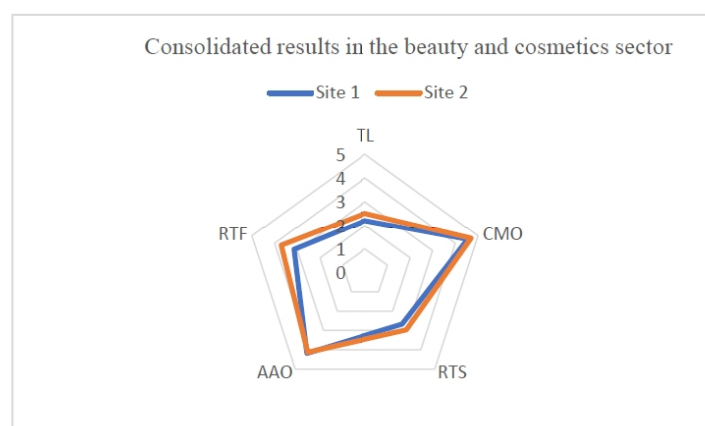 Consolidated results in the beauty and cosmetics sector
Site 1 Site 2
TL
5
4
3
2
1
0
RTF
CMO
AAO
RTS